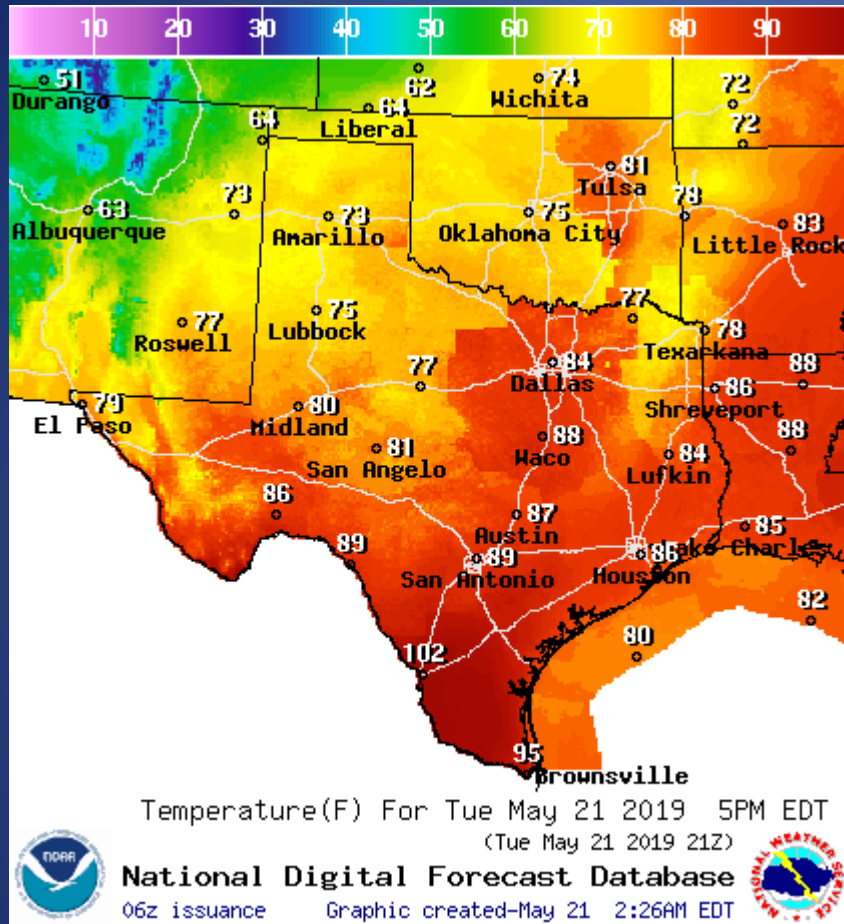 10 20 30 40 50 60 70 80 90
51
Durango
62
74
Wichita
72
64
Liberal
64
72
81
Tulsa
63
Albuquerque
73
73
Amarillo
75
Oklahoma City
78
83
Little Rock
77
Roswell
75
Lubbock
77
78
Texarkana
84
Dallas
77
88
86
Shreveport
79
El Paso
80
Midland
81
San Angelo
88
Waco
84
Lufkin
88
86
87
Austin
85
Lake Charles
89
89
San Antonio
86
Houston
82
80
102
95
Brownsville
Temperature(F) For Tue May 21 2019 5PM EDT
(Tue May 21 2019 21Z)
National Digital Forecast Database
06z issuance Graphic created-May 21 2:26AM EDT
NOAA
NATIONAL WEATHER SERVICE